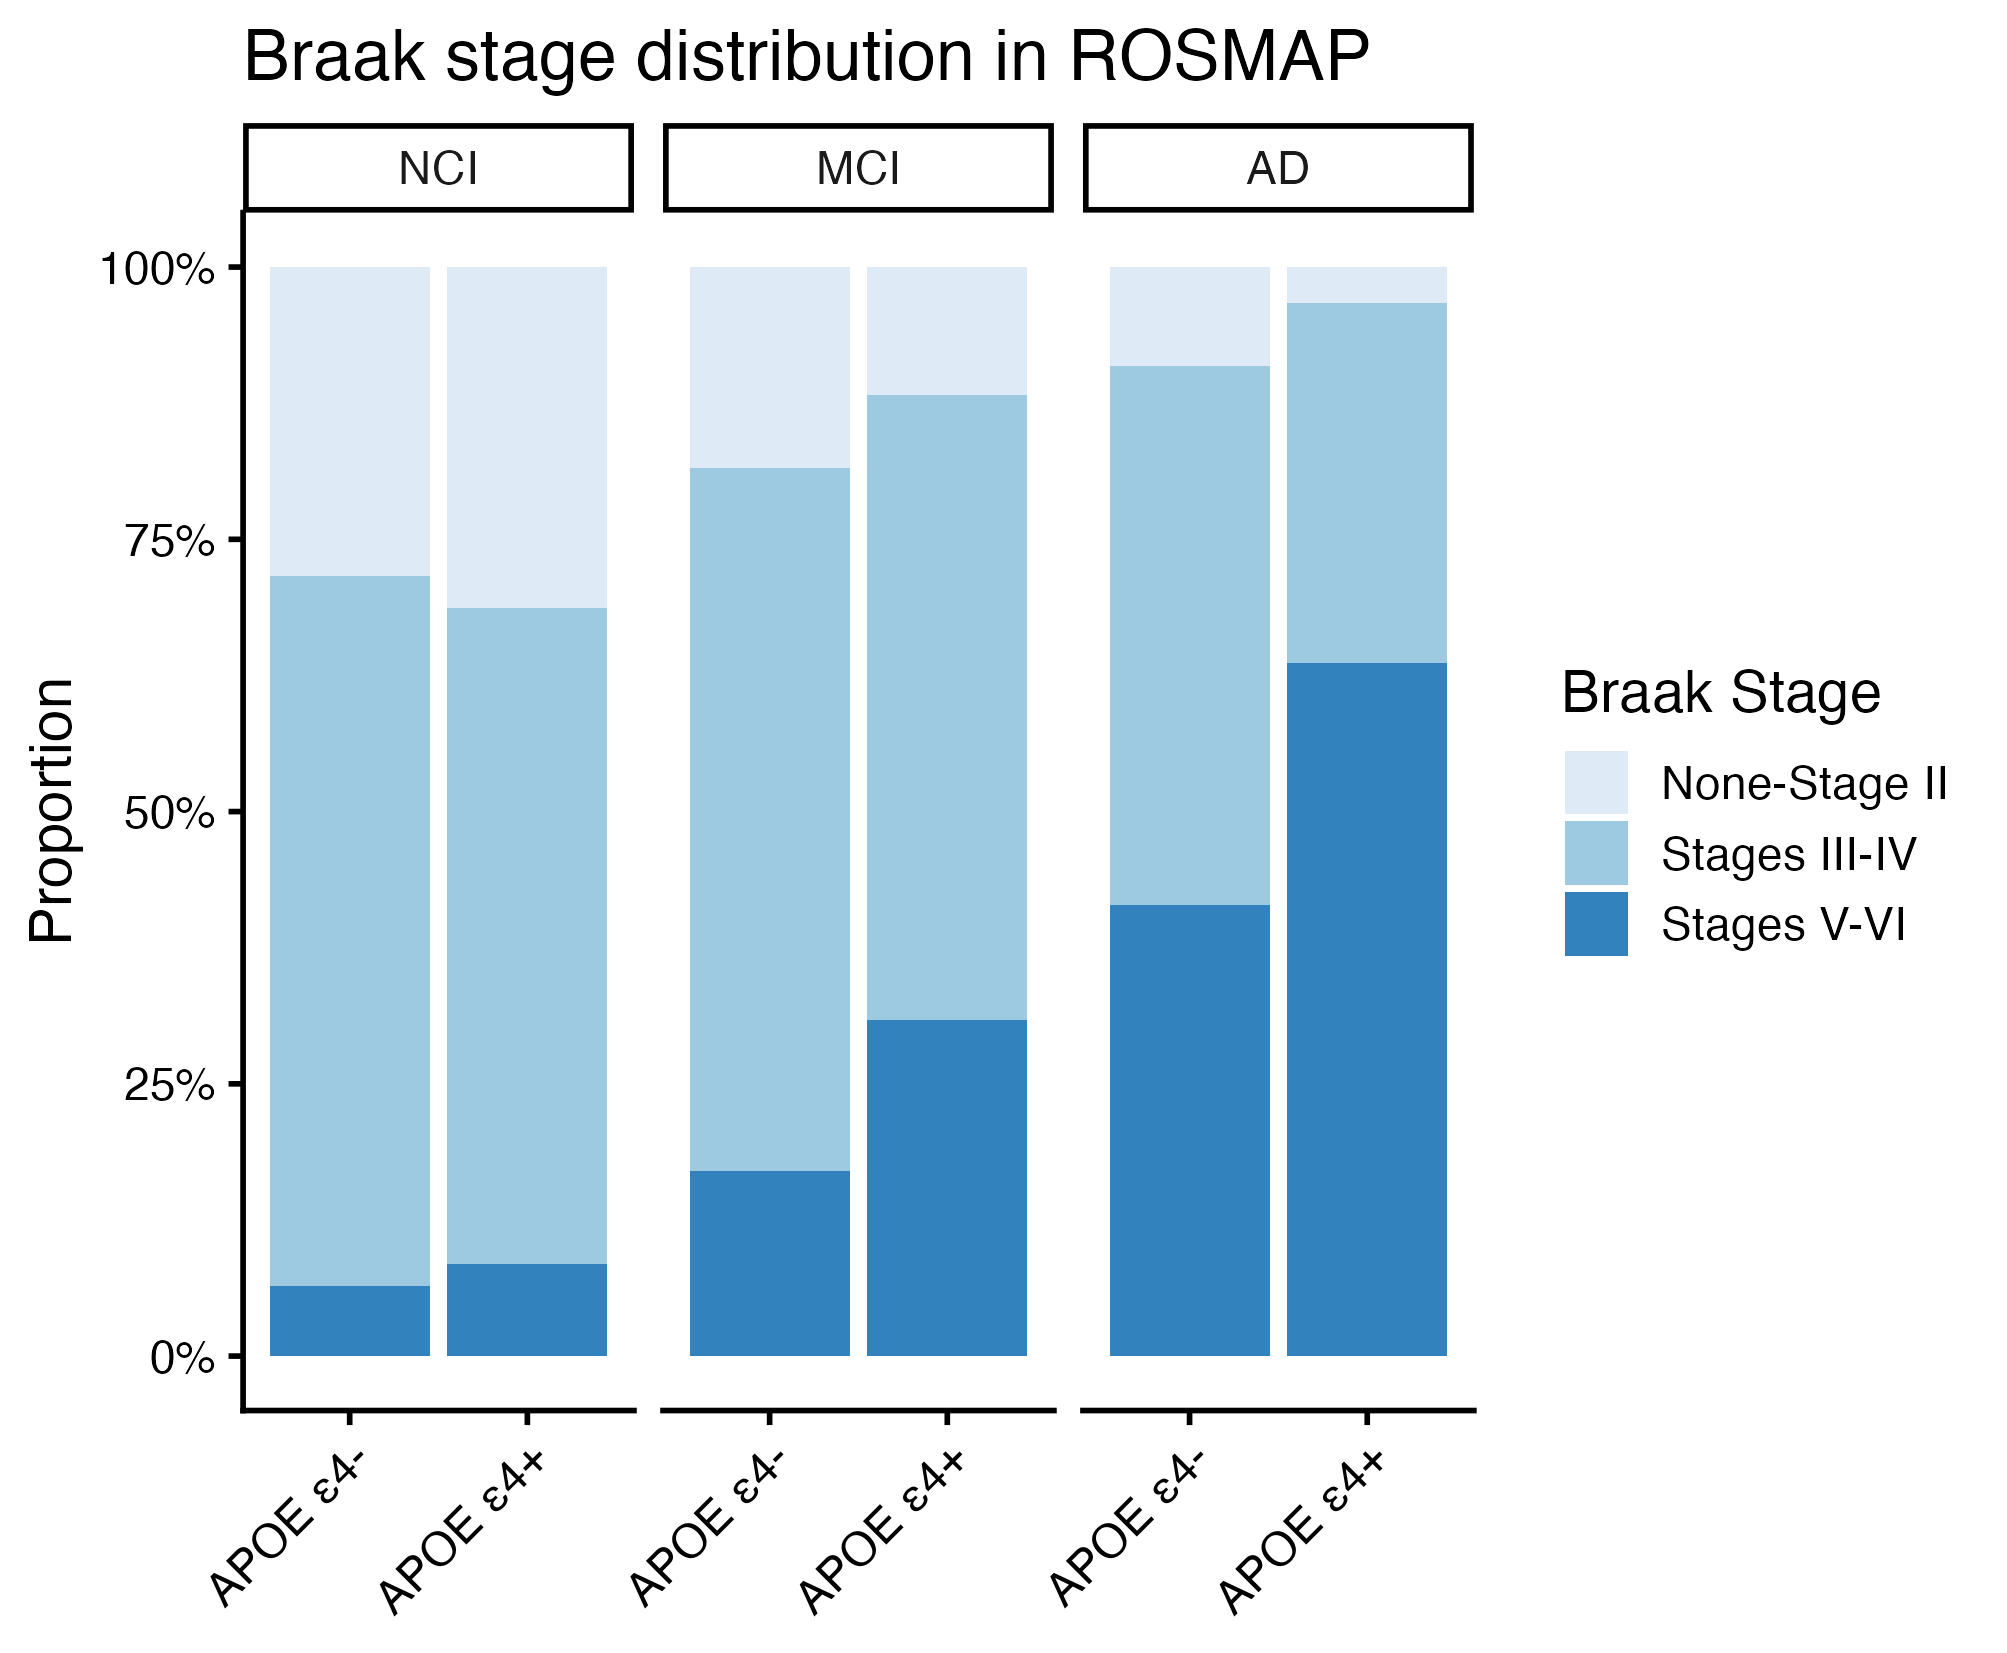 Braak stage distribution in ROSMAP
NCI
MCI
AD
100%
75%
50%
25%
0%
Proportion
APOE ε4-
APOE ε4+
APOE ε4-
APOE ε4+
APOE ε4-
APOE ε4+
Braak Stage
None-Stage II
Stages III-IV
Stages V-VI